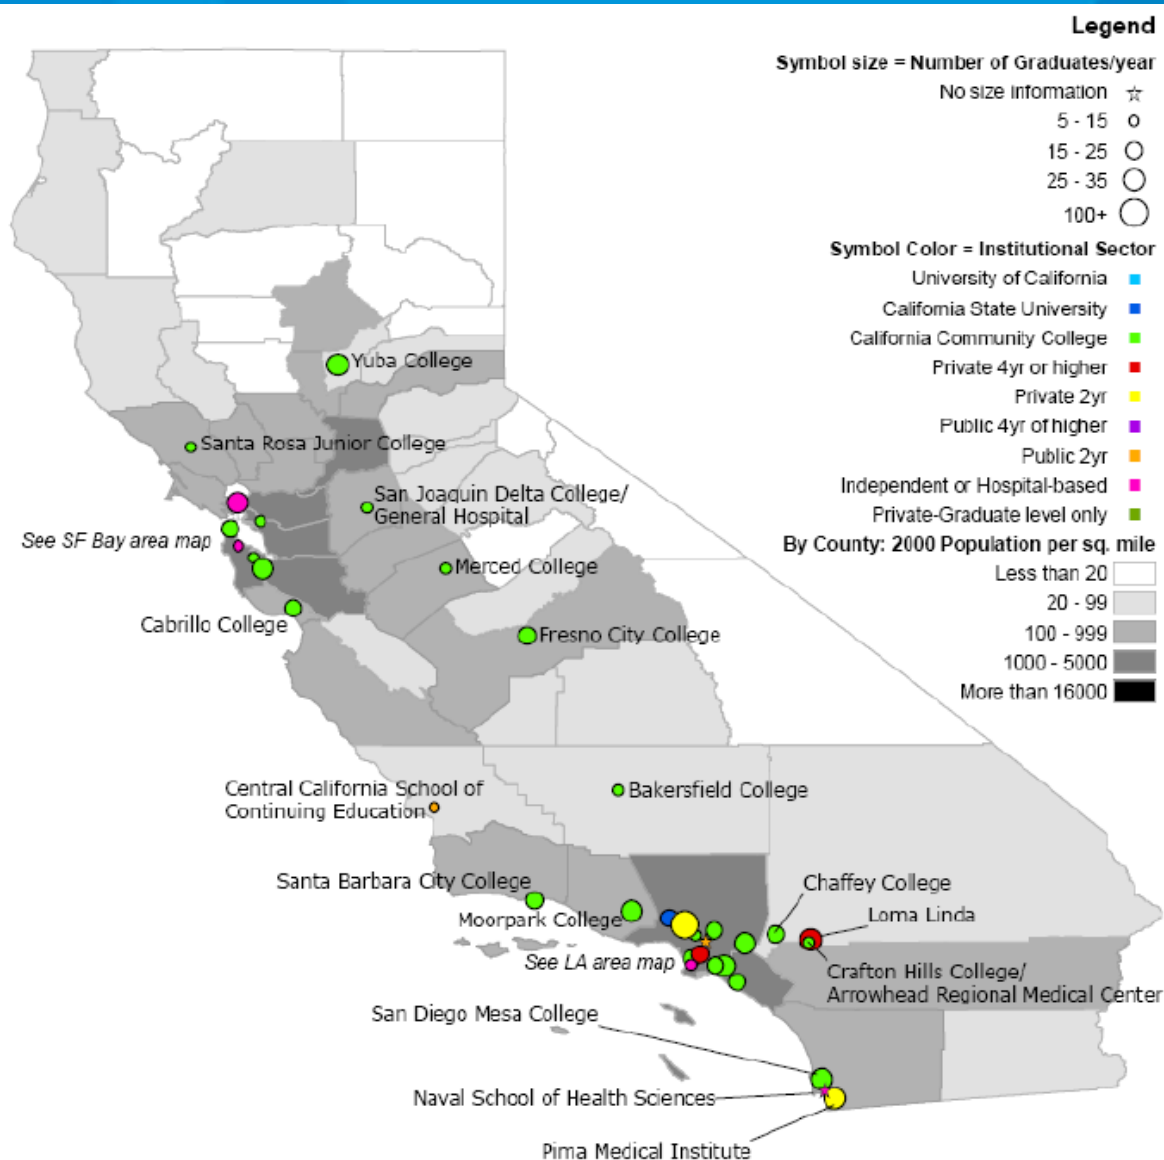 Legend
Symbol size = Number of Graduates/year
No size information
5 - 15
15 - 25
25 - 35
100+
Symbol Color = Institutional Sector
University of California
California State University
California Community College
Private 4yr or higher
Private 2yr
Public 4yr of higher
Public 2yr
Independent or Hospital-based
Private-Graduate level only
By County: 2000 Population per sq. mile
Less than 20
20 - 99
100 - 999
1000 - 5000
More than 16000
Yuba College
Santa Rosa Junior College
San Joaquin Delta College/
General Hospital
See SF Bay area map
Merced College
Cabrillo College
Fresno City College
Central California School of
Continuing Education
Bakersfield College
Santa Barbara City College
Chaffey College
Moorpark College
Loma Linda
See LA area map
Crafton Hills College/
Arrowhead Regional Medical Center
San Diego Mesa College
Naval School of Health Sciences
Pima Medical Institute